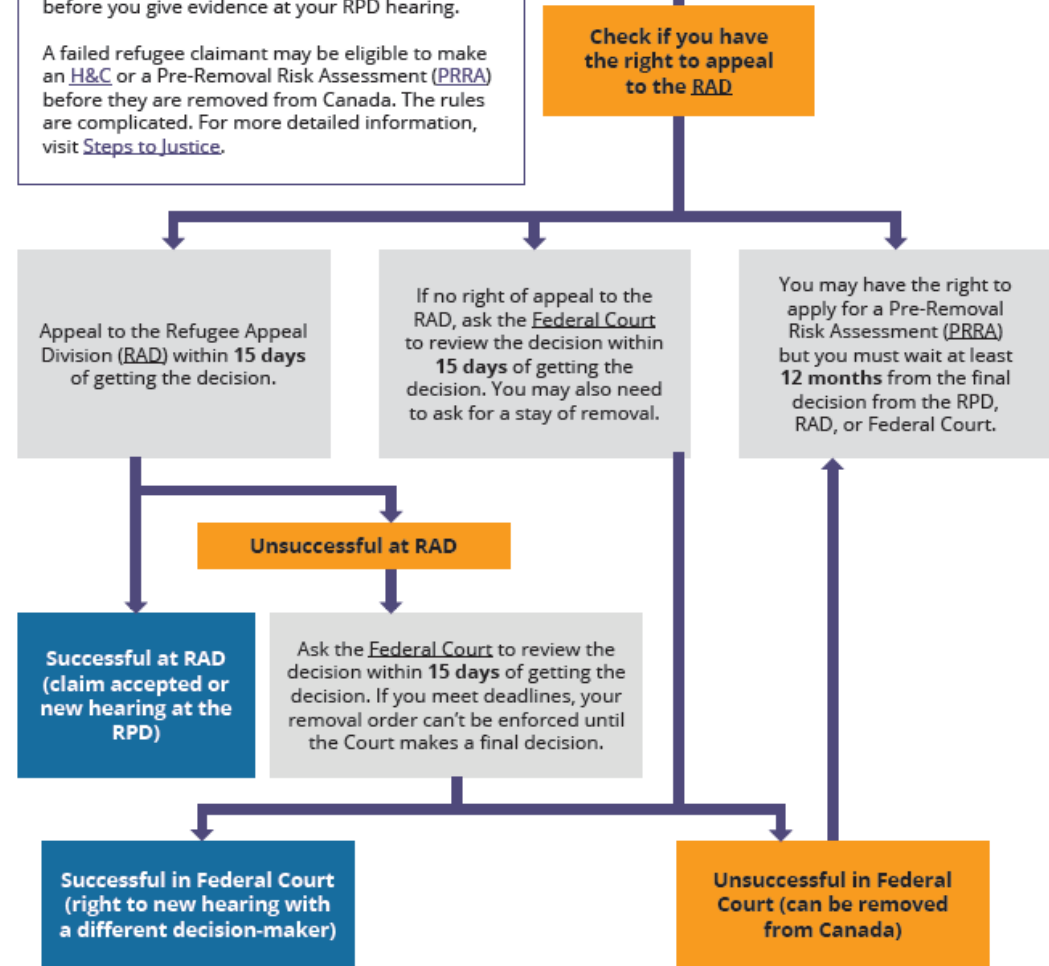 before you give evidence at your RPD hearing.
A failed refugee claimant may be eligible to make
an H&C or a Pre-Removal Risk Assessment (PRRA)
before they are removed from Canada. The rules
are complicated. For more detailed information,
visit Steps to Justice.
Check if you have
the right to appeal
to the RAD
Appeal to the Refugee Appeal
Division (RAD) within 15 days
of getting the decision.
If no right of appeal to the
RAD, ask the Federal Court
to review the decision within
15 days of getting the
decision. You may also need
to ask for a stay of removal.
You may have the right to
apply for a Pre-Removal
Risk Assessment (PRRA)
but you must wait at least
12 months from the final
decision from the RPD,
RAD, or Federal Court.
Unsuccessful at RAD
Successful at RAD
(claim accepted or
new hearing at the
RPD)
Ask the Federal Court to review the
decision within 15 days of getting the
decision. If you meet deadlines, your
removal order can't be enforced until
the Court makes a final decision.
Successful in Federal Court
(right to new hearing with
a different decision-maker)
Unsuccessful in Federal
Court (can be removed
from Canada)